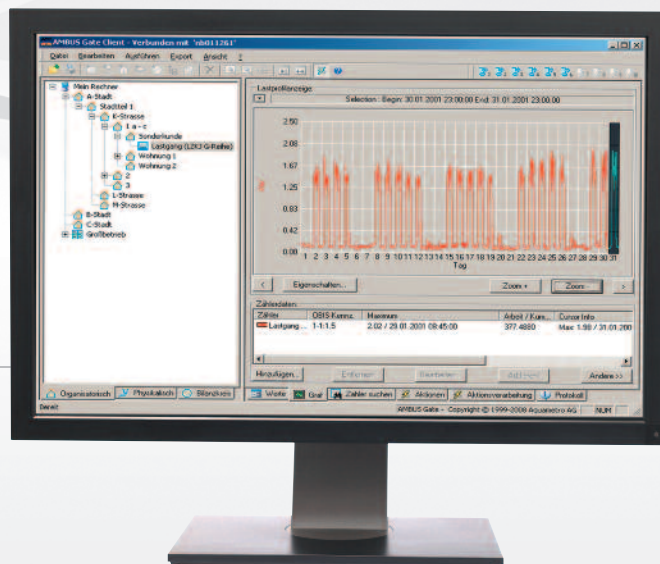 AMBUS Gate Client - Verbunden mit 'nb011261'
Datei Bearbeiten Ausführen Export Ansicht ?
Mein Rechner
A-Stadt
Stadtteil 1
K-Strasse
1 a - c
Sonderkunde
Lastgang (LZKJ G-Reihe)
Wohnung 1
Wohnung 2
2
3
L-Strasse
M-Strasse
B-Stadt
C-Stadt
Großbetrieb
Organisatorisch Physikalisch Bilanzkreis
Bereit
Lastprofilanzeige
Selection : Begin: 30.01.2001 23:00:00 End: 31.01.2001 23:00:00
2.50
2.08
1.67
1.25
0.83
0.42
0.00
1 2 3 4 5 6 7 8 9 10 11 12 13 14 15 16 17 18 19 20 21 22 23 24 25 26 27 28 29 30 31
Tag
< Eigenschaften... Zoom + Zoom - >
Zählerdaten:
Zähler OBIS-Kennz. Maximum Arbeit / Kum... Cursor Info
Lastgang ... 1-1:1.5 2.02 / 29.01.2001 08:45:00 377.4880 Max: 1.98 / 31.01.200
Hinzufügen... Entfernen Bearbeiten Andere >>
Werte Graf Zähler suchen Aktionen Aktionsverarbeitung Protokoll
AMBUS Gate - Copyright © 1999-2008 Aquametro AG NUM